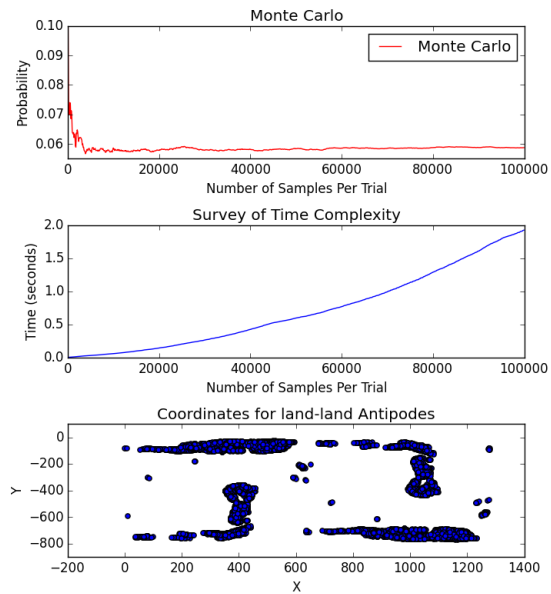 Monte Carlo
0.10
0.09
0.08
0.07
0.06
Probability
Monte Carlo
0 20000 40000 60000 80000 100000
Number of Samples Per Trial
Survey of Time Complexity
2.0
1.5
1.0
0.5
0.0
Time (seconds)
0 20000 40000 60000 80000 100000
Number of Samples Per Trial
Coordinates for land-land Antipodes
0
−200
−400
−600
−800
Y
−200 0 200 400 600 800 1000 1200 1400
X